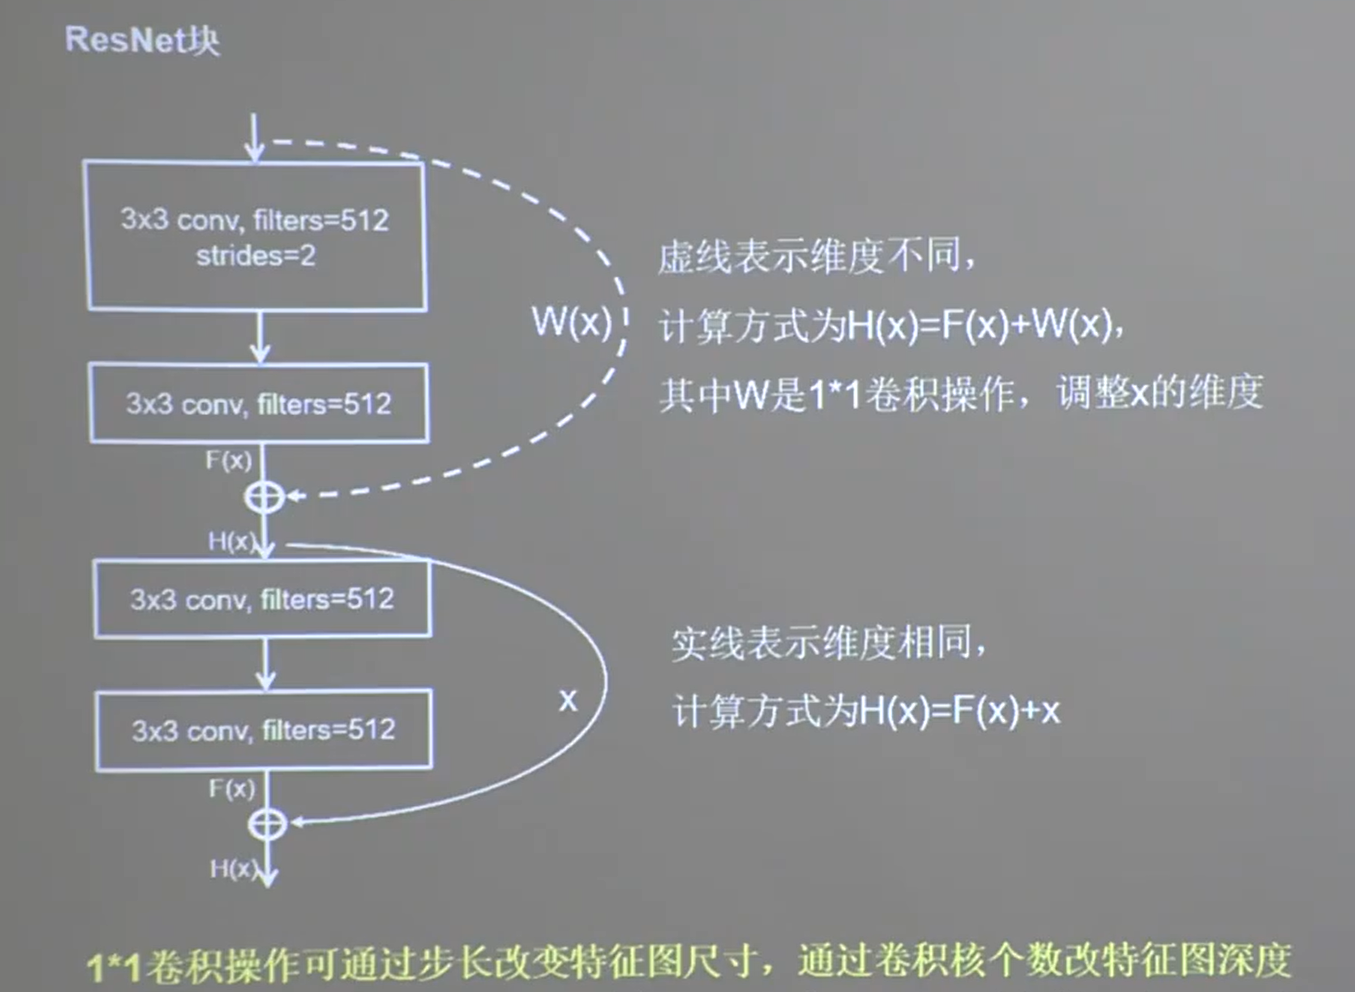 ResNet块
3x3 conv, filters=512
strides=2
W(x)
虚线表示维度不同，
计算方式为H(x)=F(x)+W(x)，
其中W是1*1卷积操作，调整x的维度
3x3 conv, filters=512
F(x)
H(x)
3x3 conv, filters=512
x
实线表示维度相同，
计算方式为H(x)=F(x)+x
3x3 conv, filters=512
F(x)
H(x)
1*1卷积操作可通过步长改变特征图尺寸，通过卷积核个数改特征图深度